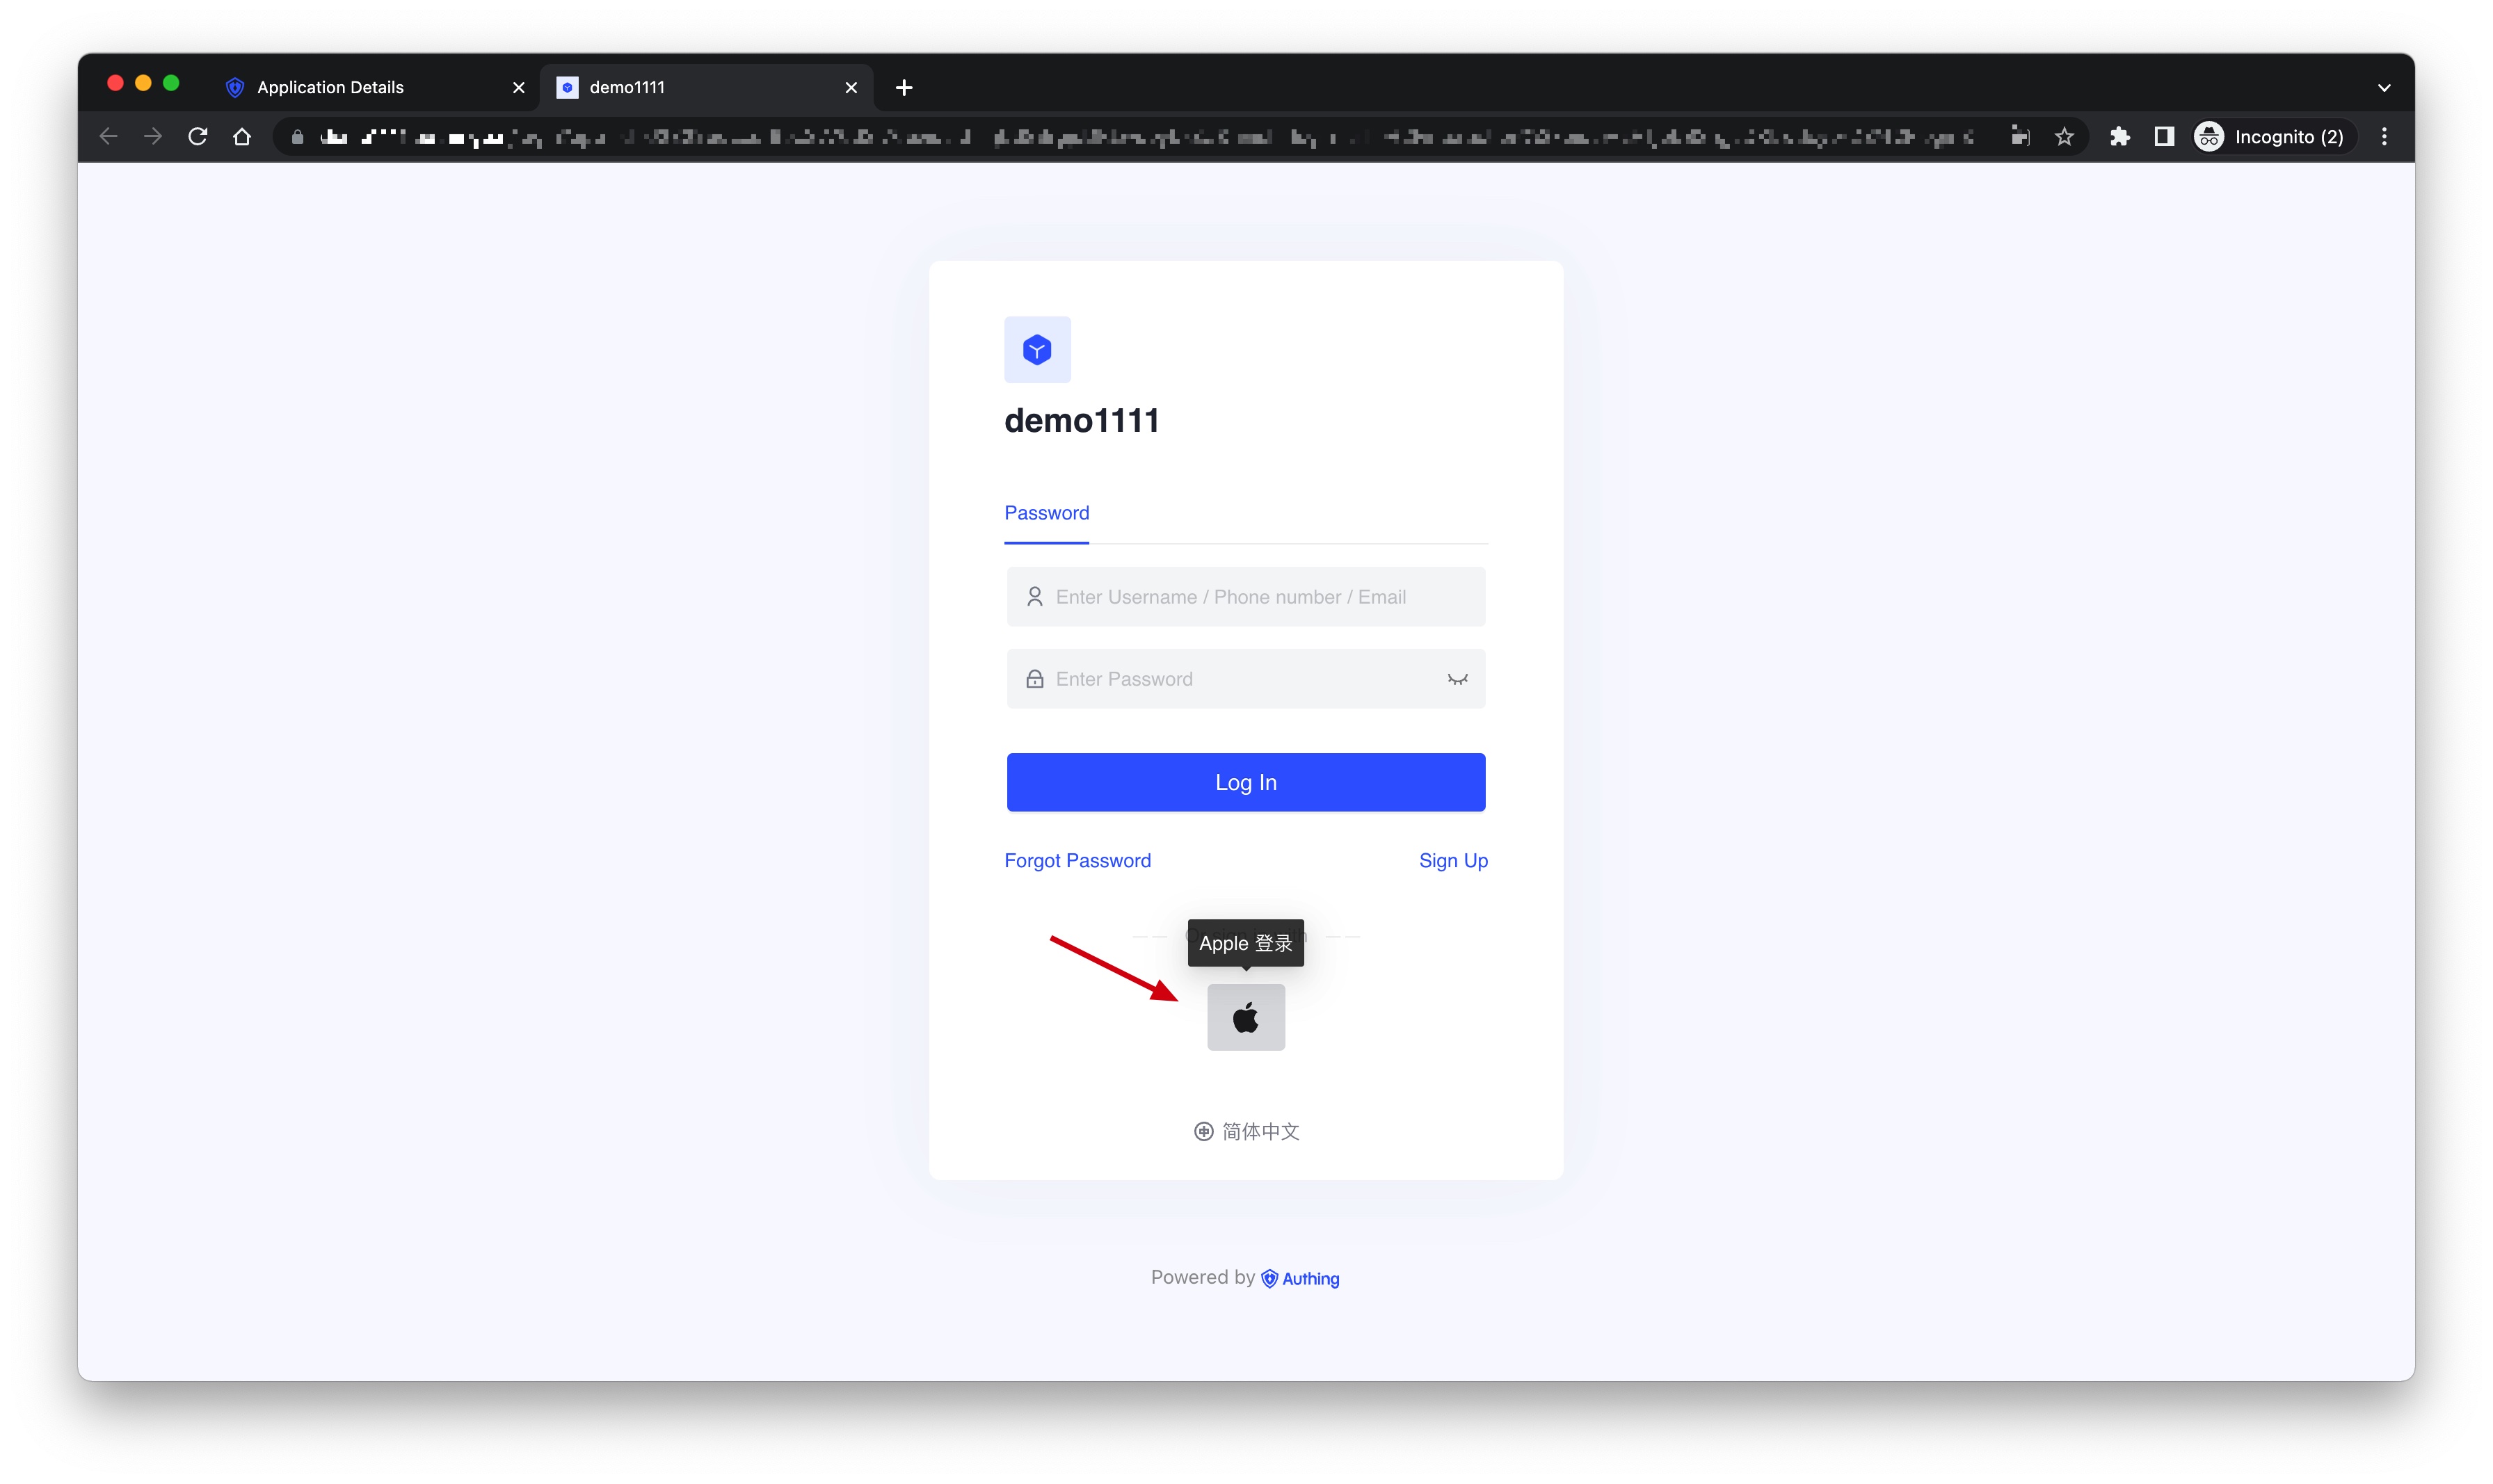 Application Details
demo1111
Incognito (2)
demo1111
Password
Enter Username / Phone number / Email
Enter Password
Log In
Forgot Password
Sign Up
Apple 登录
简体中文
Powered by Authing